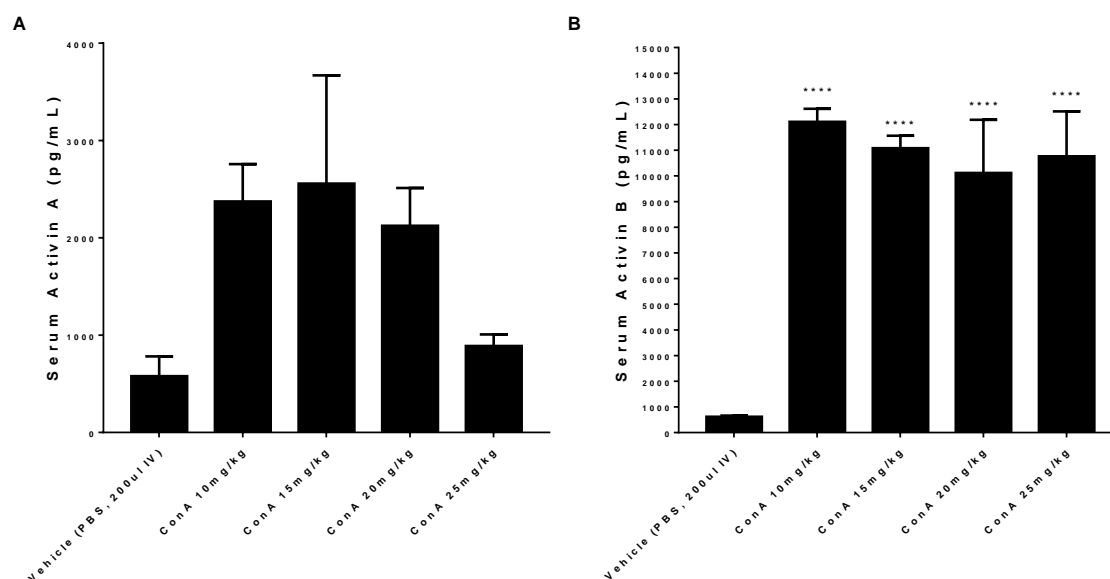 A
Serum Activin A (pg/mL)
4000
3000
2000
1000
0
Vehicle (PBS, 200ul IV)
ConA 10mg/kg
ConA 15mg/kg
ConA 20mg/kg
ConA 25mg/kg
B
Serum Activin B (pg/mL)
15000
14000
13000
12000
11000
10000
9000
8000
7000
6000
5000
4000
3000
2000
1000
0
****
****
****
****
Vehicle (PBS, 200ul IV)
ConA 10mg/kg
ConA 15mg/kg
ConA 20mg/kg
ConA 25mg/kg